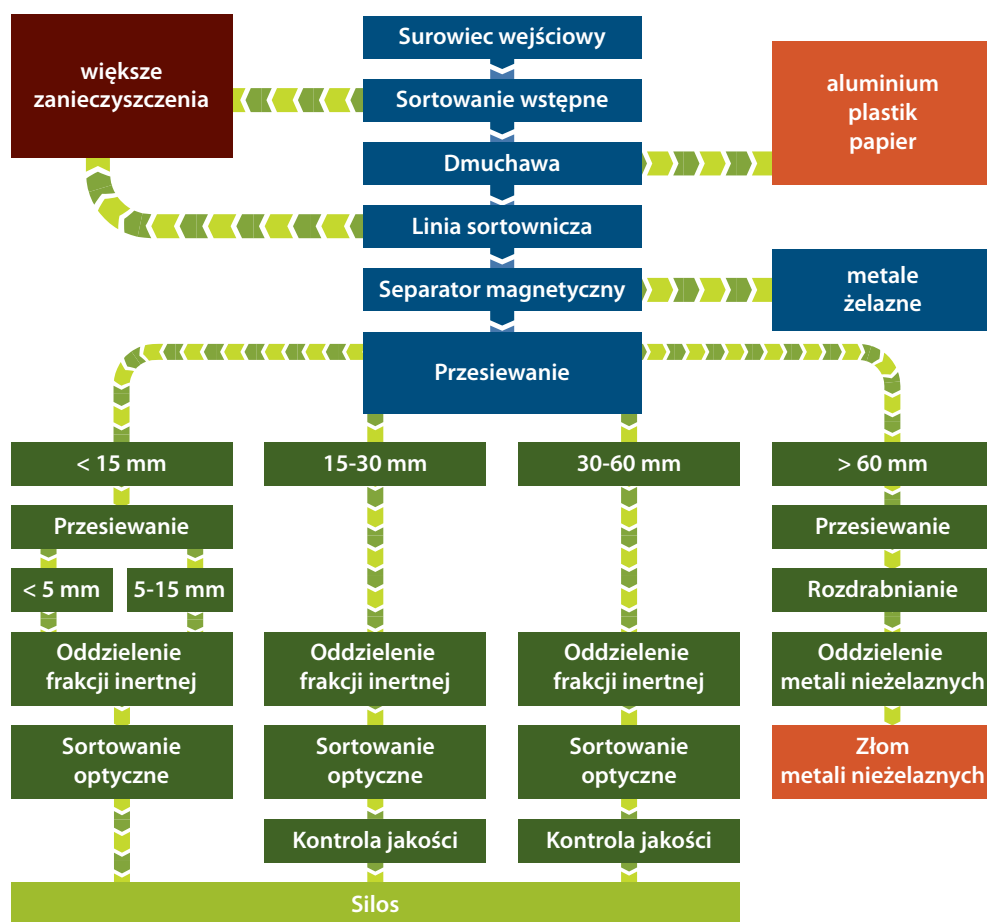 większe
zanieczyszczenia
Surowiec wejściowy
Sortowanie wstępne
Dmuchawa
Linia sortownicza
Separator magnetyczny
Przesiewanie
aluminium
plastik
papier
metale
żelazne
< 15 mm
15-30 mm
30-60 mm
> 60 mm
Przesiewanie
Przesiewanie
< 5 mm
5-15 mm
Rozdrabnianie
Oddzielenie
frakcji inertnej
Oddzielenie
frakcji inertnej
Oddzielenie
frakcji inertnej
Oddzielenie
metali nieżelaznych
Sortowanie
optyczne
Sortowanie
optyczne
Sortowanie
optyczne
Złom
metali nieżelaznych
Kontrola jakości
Kontrola jakości
Silos